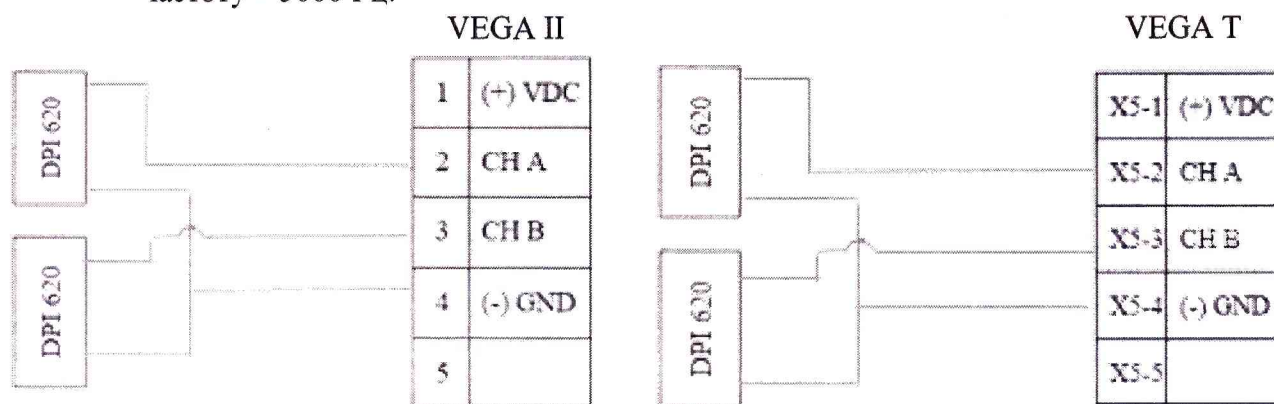 VEGA II
VEGA T
DPI 620
DPI 620
1 (+) VDC
2 CH A
3 CH B
4 (-) GND
5
DPI 620
DPI 620
X5-1 (+) VDC
X5-2 CH A
X5-3 CH B
X5-4 (-) GND
X5-5